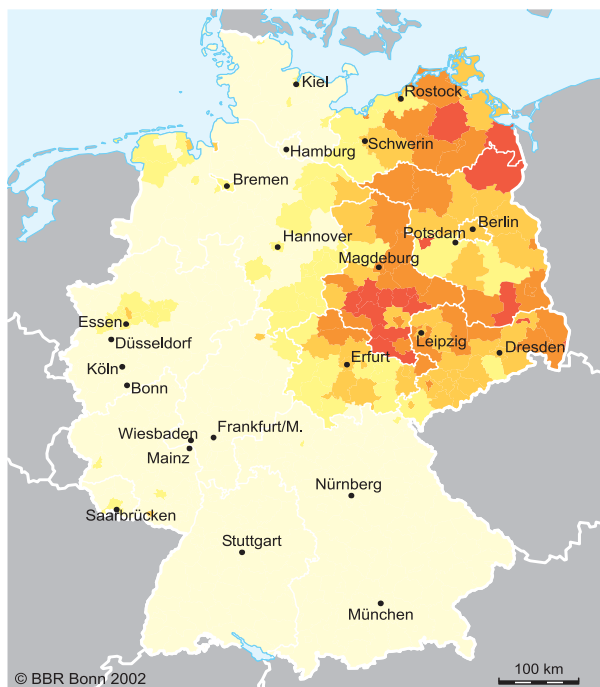 Kiel
Rostock
Hamburg
Schwerin
Bremen
Berlin
Potsdam
Hannover
Magdeburg
Essen
Düsseldorf
Leipzig
Dresden
Köln
Erfurt
Bonn
Wiesbaden
Frankfurt/M.
Mainz
Nürnberg
Saarbrücken
Stuttgart
München
© BBR Bonn 2002
100 km